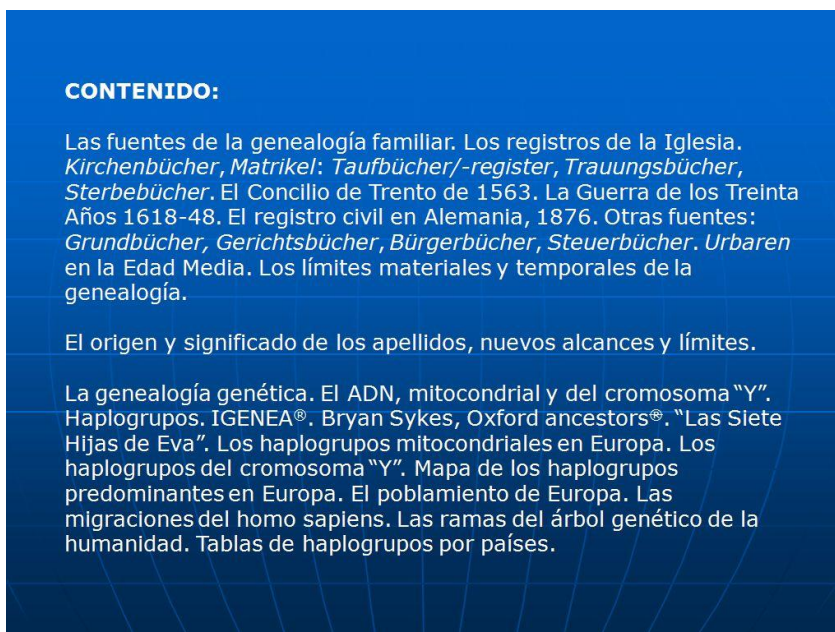 CONTENIDO:
Las fuentes de la genealogía familiar. Los registros de la Iglesia.
Kirchenbücher, Matrikel: Taufbücher/-register, Trauungsbücher,
Sterbebücher. El Concilio de Trento de 1563. La Guerra de los Treinta
Años 1618-48. El registro civil en Alemania, 1876. Otras fuentes:
Grundbücher, Gerichtsbücher, Bürgerbücher, Steuerbücher. Urbaren
en la Edad Media. Los límites materiales y temporales de la
genealogía.
El origen y significado de los apellidos, nuevos alcances y límites.
La genealogía genética. El ADN, mitocondrial y del cromosoma “Y”.
Haplogrupos. IGENEA®. Bryan Sykes, Oxford ancestors®. “Las Siete
Hijas de Eva”. Los haplogrupos mitocondriales en Europa. Los
haplogrupos del cromosoma “Y”. Mapa de los haplogrupos
predominantes en Europa. El poblamiento de Europa. Las
migraciones del homo sapiens. Las ramas del árbol genético de la
humanidad. Tablas de haplogrupos por países.